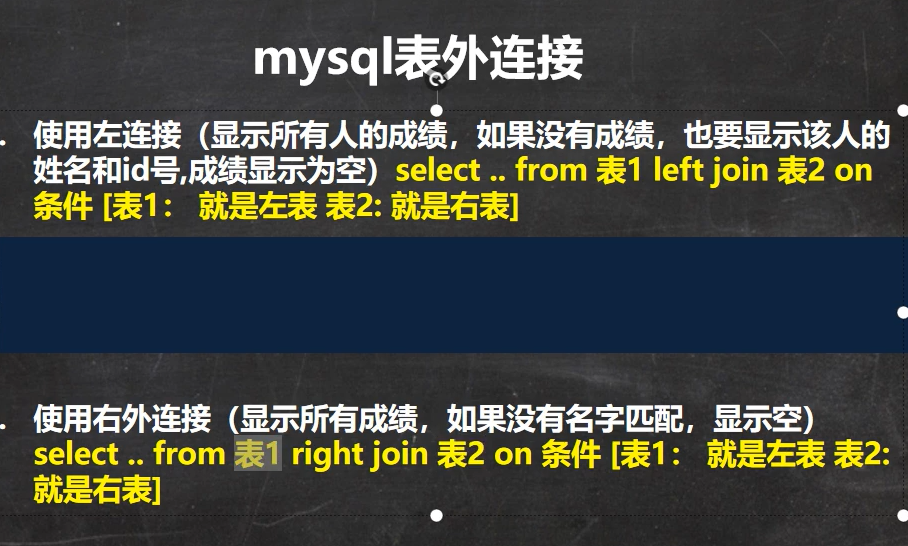 mysql表外连接
. 使用左连接（显示所有人的成绩，如果没有成绩，也要显示该人的
姓名和id号,成绩显示为空）select .. from 表1 left join 表2 on
条件 [表1： 就是左表 表2: 就是右表]
. 使用右外连接（显示所有成绩，如果没有名字匹配，显示空）
select .. from 表1 right join 表2 on 条件 [表1： 就是左表 表2:
就是右表]